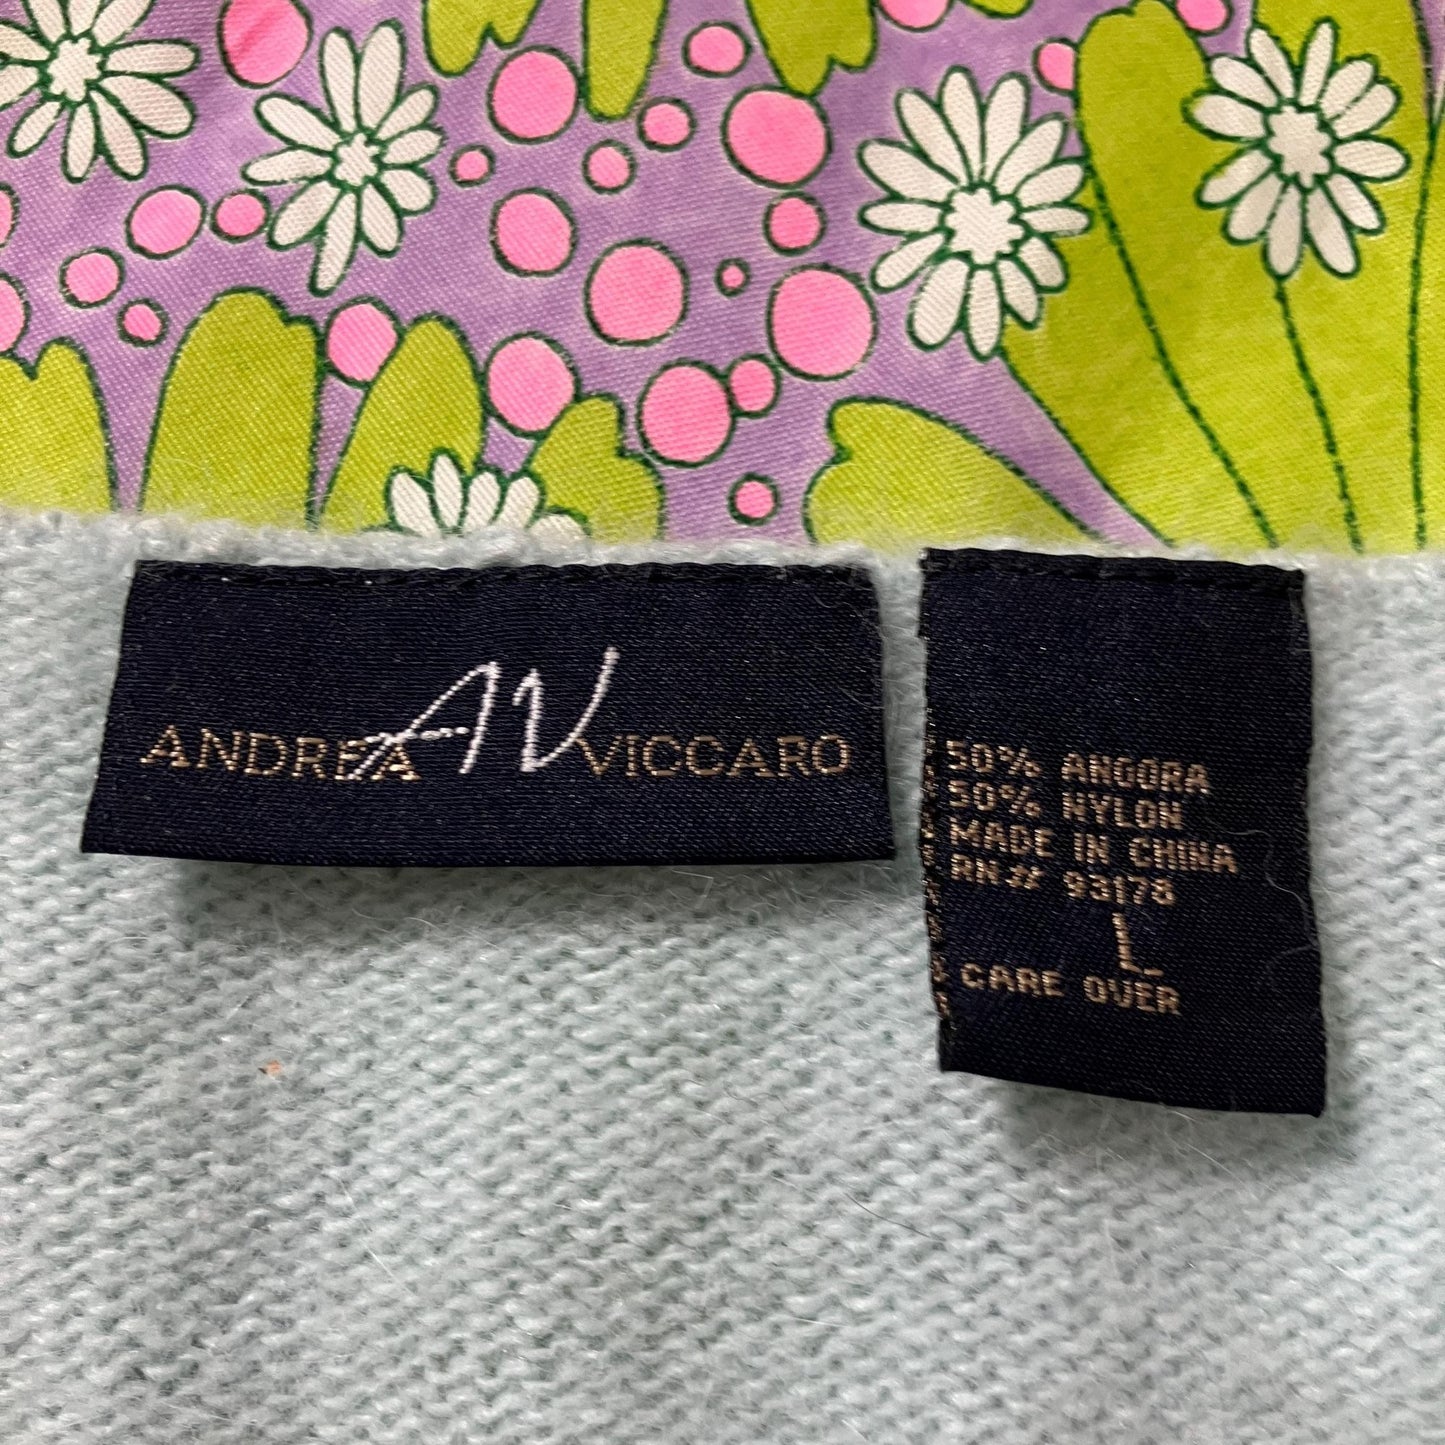 ANDREA AV VICCARO
50% ANGORA
50% NYLON
MADE IN CHINA
RN# 93178
L
CARE OVER